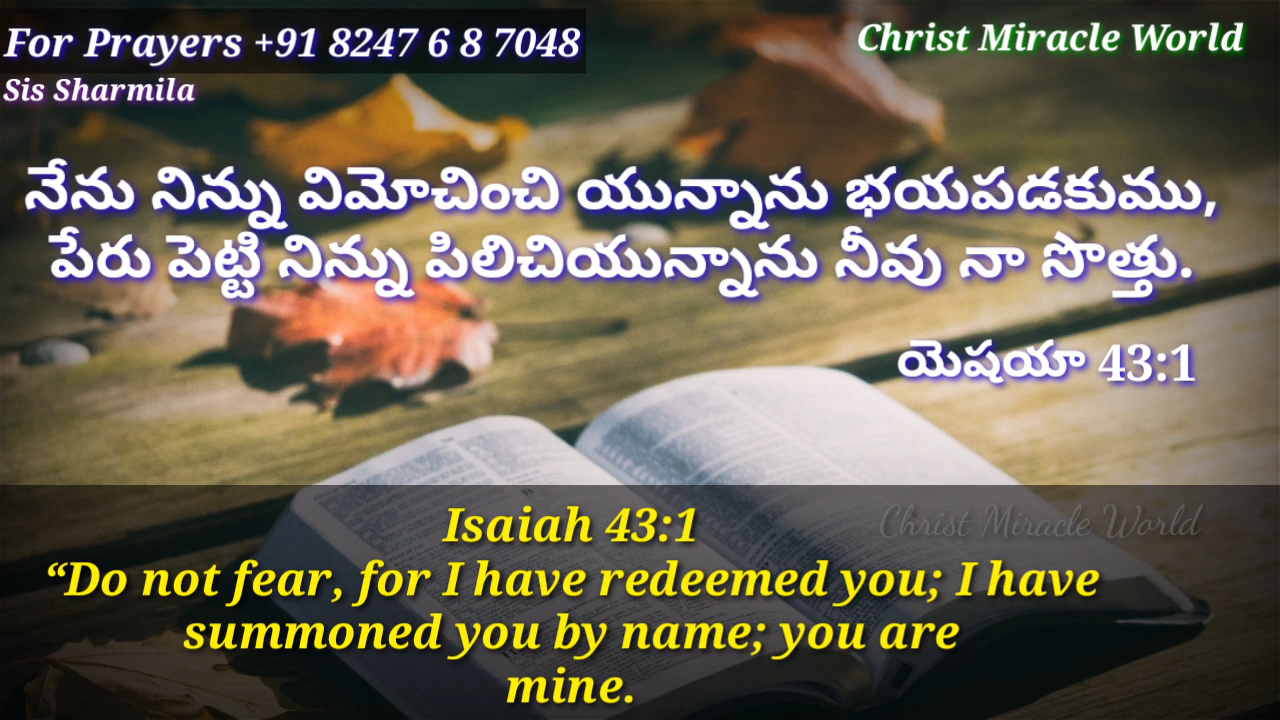 For Prayers +91 8247 6 8 7048
Christ Miracle World
Sis Sharmila
నేను నిన్ను విమోచించి యున్నాను భయపడకుము,
పేరు పెట్టి నిన్ను పిలిచియున్నాను నీవు నా సొత్తు.
యెషయా 43:1
Isaiah 43:1
Christ Miracle World
“Do not fear, for I have redeemed you; I have
summoned you by name; you are
mine.